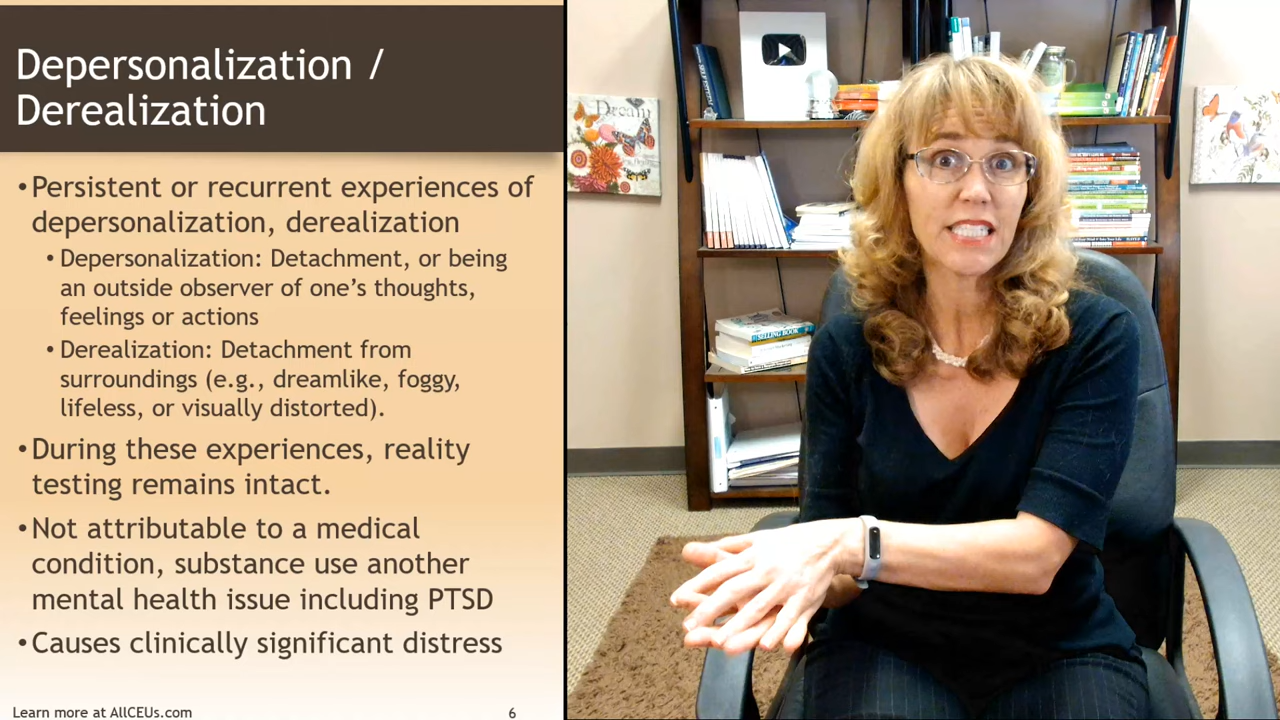 Depersonalization /
Derealization
•Persistent or recurrent experiences of
depersonalization, derealization
• Depersonalization: Detachment, or being
an outside observer of one’s thoughts,
feelings or actions
• Derealization: Detachment from
surroundings (e.g., dreamlike, foggy,
lifeless, or visually distorted).
•During these experiences, reality
testing remains intact.
•Not attributable to a medical
condition, substance use another
mental health issue including PTSD
•Causes clinically significant distress
Learn more at AllCEUs.com
6
Dream
SELLING BOOK